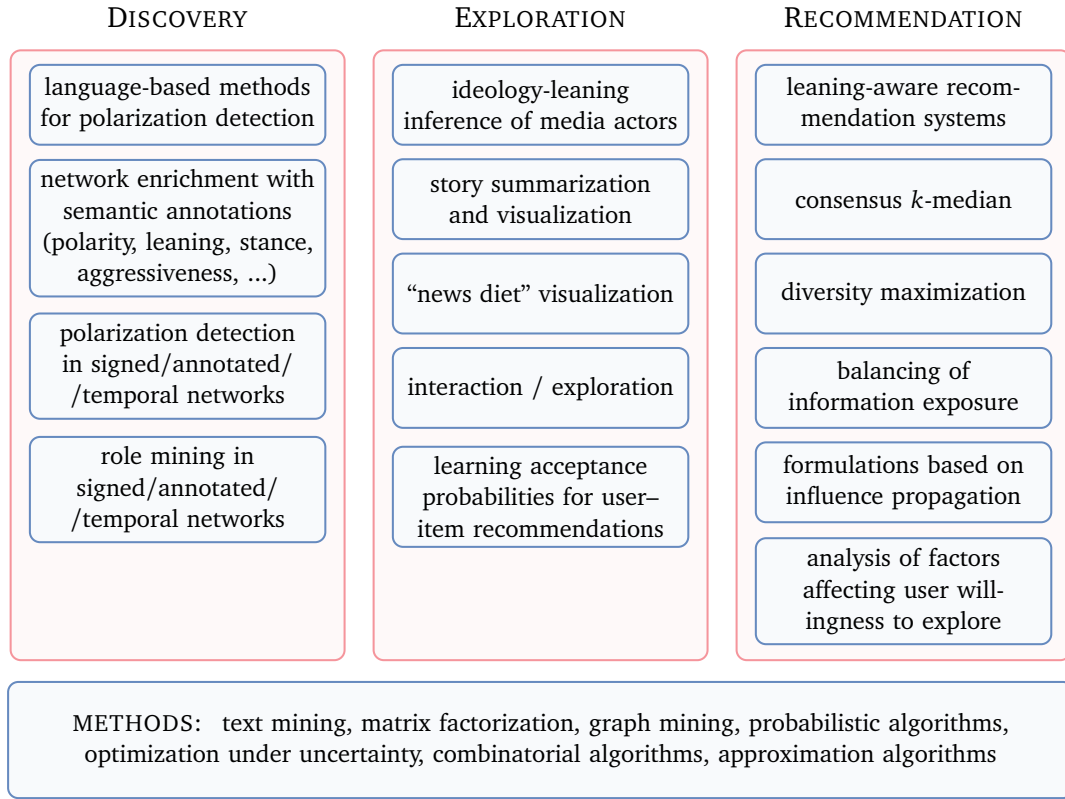 DISCOVERY
language-based methods
for polarization detection
network enrichment with
semantic annotations
(polarity, leaning, stance,
aggressiveness, ...)
polarization detection
in signed/annotated/
/temporal networks
role mining in
signed/annotated/
/temporal networks
EXPLORATION
ideology-leaning
inference of media actors
story summarization
and visualization
“news diet” visualization
interaction / exploration
learning acceptance
probabilities for user–
item recommendations
RECOMMENDATION
leaning-aware recom-
mendation systems
consensus k-median
diversity maximization
balancing of
information exposure
formulations based on
influence propagation
analysis of factors
affecting user will-
ingness to explore
METHODS: text mining, matrix factorization, graph mining, probabilistic algorithms,
optimization under uncertainty, combinatorial algorithms, approximation algorithms